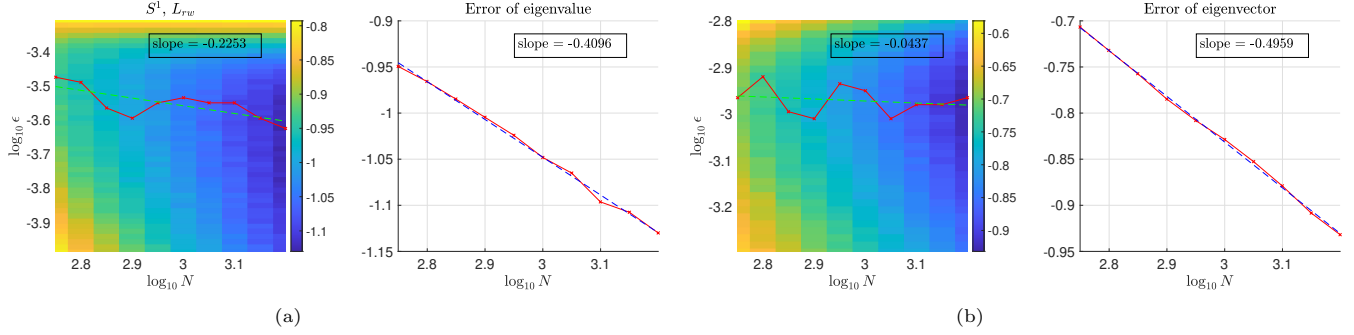 S¹, L_rw
slope = -0.2253
log₁₀ ϵ
-3.4
-3.5
-3.6
-3.7
-3.8
-3.9
2.8 2.9 3 3.1
log₁₀ N
-0.8
-0.85
-0.9
-0.95
-1
-1.05
-1.1
Error of eigenvalue
slope = -0.4096
-0.9
-0.95
-1
-1.05
-1.1
-1.15
2.8 2.9 3 3.1
log₁₀ N
(a)
slope = -0.0437
log₁₀ ϵ
-2.8
-2.9
-3
-3.1
-3.2
2.8 2.9 3 3.1
log₁₀ N
-0.6
-0.65
-0.7
-0.75
-0.8
-0.85
-0.9
Error of eigenvector
slope = -0.4959
-0.7
-0.75
-0.8
-0.85
-0.9
-0.95
2.8 2.9 3 3.1
log₁₀ N
(b)